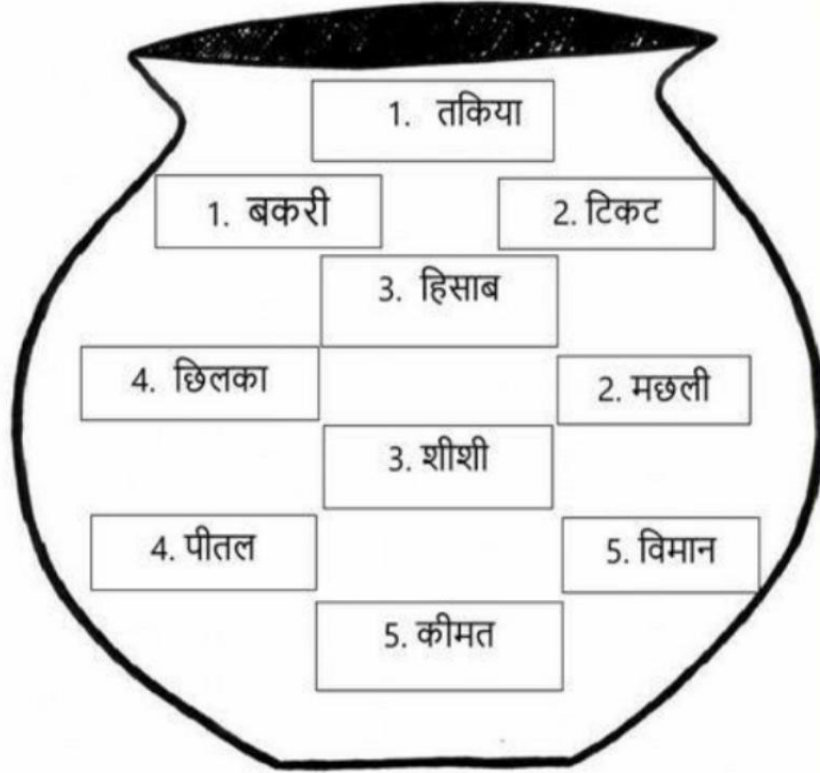 1. तकिया
1. बकरी
2. टिकट
3. हिसाब
4. छिलका
2. मछली
3. शीशी
4. पीतल
5. विमान
5. कीमत